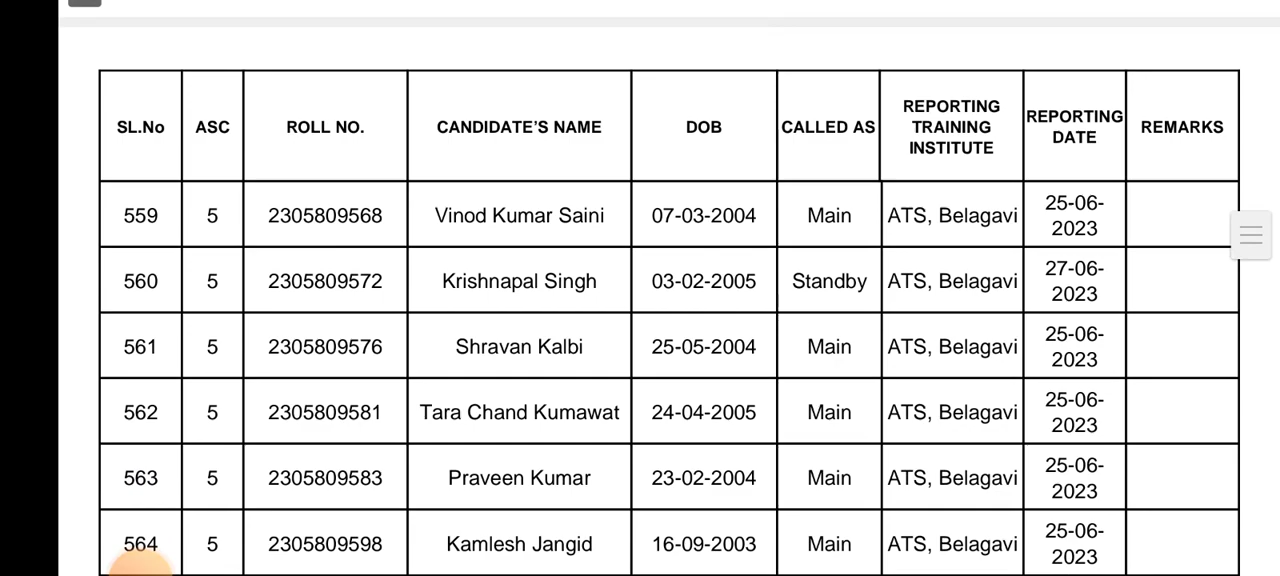 SL.No ASC ROLL NO. CANDIDATE'S NAME DOB CALLED AS REPORTING TRAINING INSTITUTE REPORTING DATE REMARKS
559 5 2305809568 Vinod Kumar Saini 07-03-2004 Main ATS, Belagavi 25-06-2023
560 5 2305809572 Krishnapal Singh 03-02-2005 Standby ATS, Belagavi 27-06-2023
561 5 2305809576 Shravan Kalbi 25-05-2004 Main ATS, Belagavi 25-06-2023
562 5 2305809581 Tara Chand Kumawat 24-04-2005 Main ATS, Belagavi 25-06-2023
563 5 2305809583 Praveen Kumar 23-02-2004 Main ATS, Belagavi 25-06-2023
564 5 2305809598 Kamlesh Jangid 16-09-2003 Main ATS, Belagavi 25-06-2023